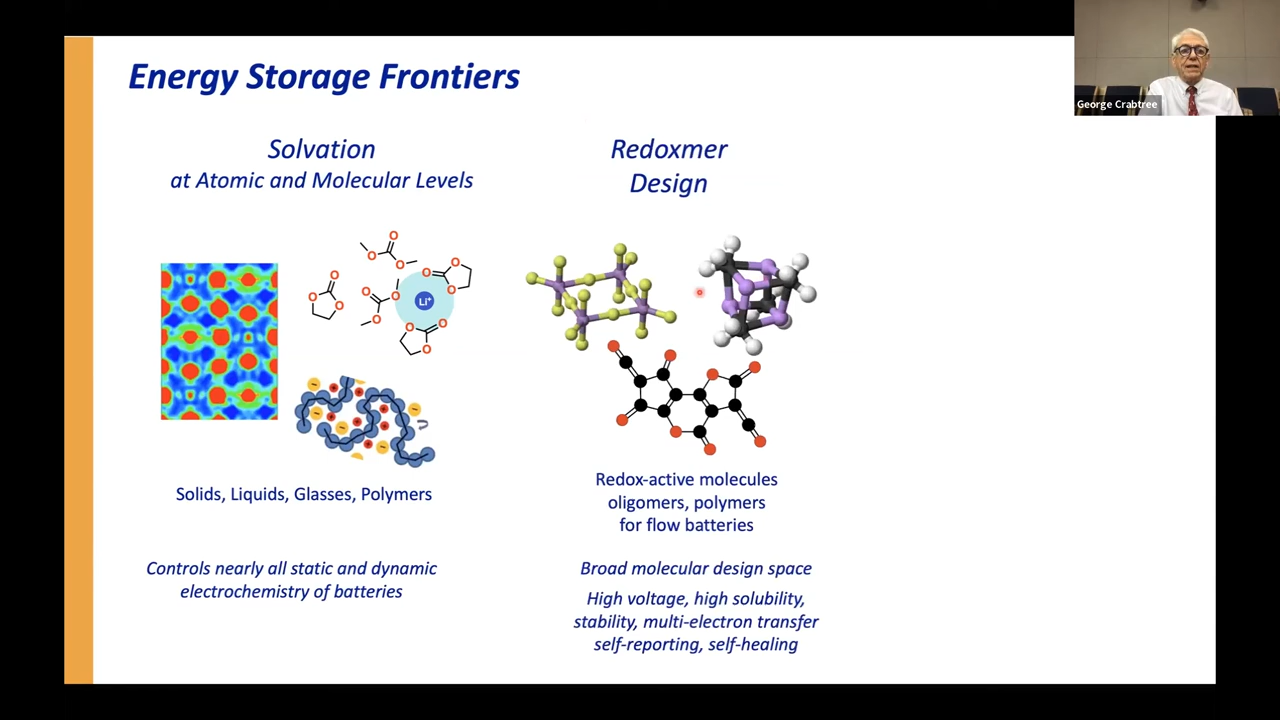 Energy Storage Frontiers
George Crabtree
Solvation
at Atomic and Molecular Levels
Li+
Solids, Liquids, Glasses, Polymers
Controls nearly all static and dynamic
electrochemistry of batteries
Redoxmer
Design
Redox-active molecules
oligomers, polymers
for flow batteries
Broad molecular design space
High voltage, high solubility,
stability, multi-electron transfer
self-reporting, self-healing